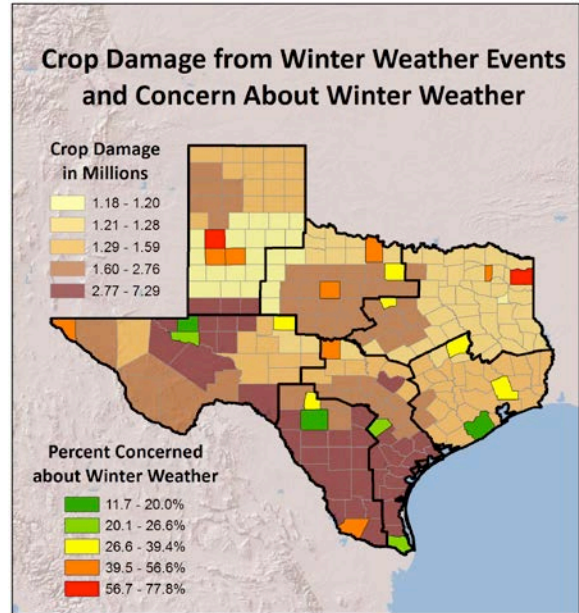 Crop Damage from Winter Weather Events
and Concern About Winter Weather
Crop Damage
in Millions
1.18 - 1.20
1.21 - 1.28
1.29 - 1.59
1.60 - 2.76
2.77 - 7.29
Percent Concerned
about Winter Weather
11.7 - 20.0%
20.1 - 26.6%
26.6 - 39.4%
39.5 - 56.6%
56.7 - 77.8%